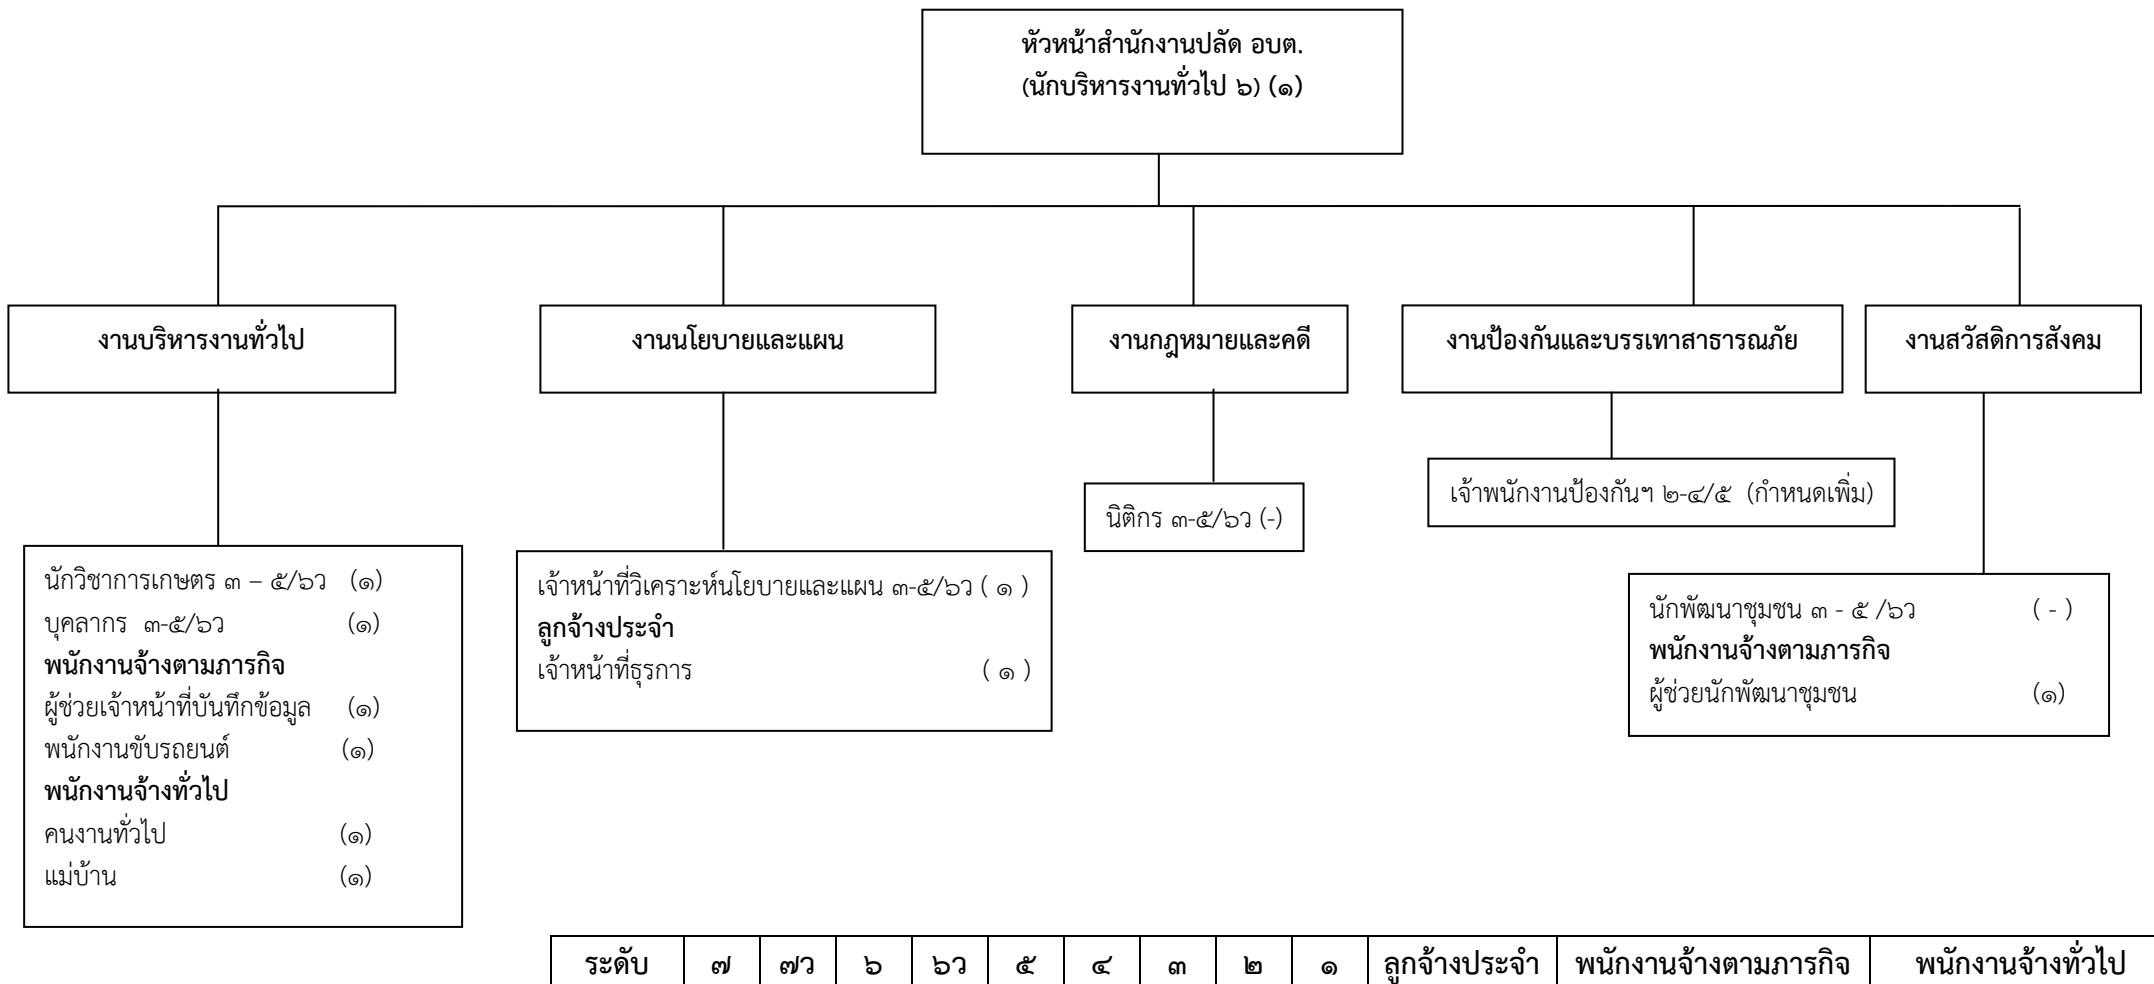 หัวหน้าสำนักงานปลัด อบต.
(นักบริหารงานทั่วไป ๖) (๑)
งานบริหารงานทั่วไป
งานนโยบายและแผน
งานกฎหมายและคดี
งานป้องกันและบรรเทาสาธารณภัย
งานสวัสดิการสังคม
นักวิชาการเกษตร ๓ – ๕/๖ว (๑)
บุคลากร ๓-๕/๖ว (๑)
พนักงานจ้างตามภารกิจ
ผู้ช่วยเจ้าหน้าที่บันทึกข้อมูล (๑)
พนักงานขับรถยนต์ (๑)
พนักงานจ้างทั่วไป
คนงานทั่วไป (๑)
แม่บ้าน (๑)
เจ้าหน้าที่วิเคราะห์นโยบายและแผน ๓-๕/๖ว ( ๑ )
ลูกจ้างประจำ
เจ้าหน้าที่ธุรการ ( ๑ )
นิติกร ๓-๕/๖ว (-)
เจ้าพนักงานป้องกันฯ ๒-๔/๕ (กำหนดเพิ่ม)
นักพัฒนาชุมชน ๓ - ๕ /๖ว ( - )
พนักงานจ้างตามภารกิจ
ผู้ช่วยนักพัฒนาชุมชน (๑)
ระดับ ๗ ๗ว ๖ ๖ว ๕ ๔ ๓ ๒ ๑ ลูกจ้างประจำ พนักงานจ้างตามภารกิจ พนักงานจ้างทั่วไป